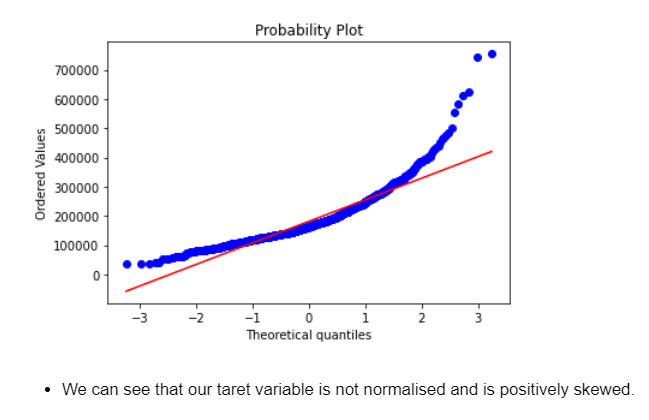 Probability Plot
700000
600000
500000
400000
300000
200000
100000
0
Ordered Values
−3 −2 −1 0 1 2 3
Theoretical quantiles
• We can see that our taret variable is not normalised and is positively skewed.